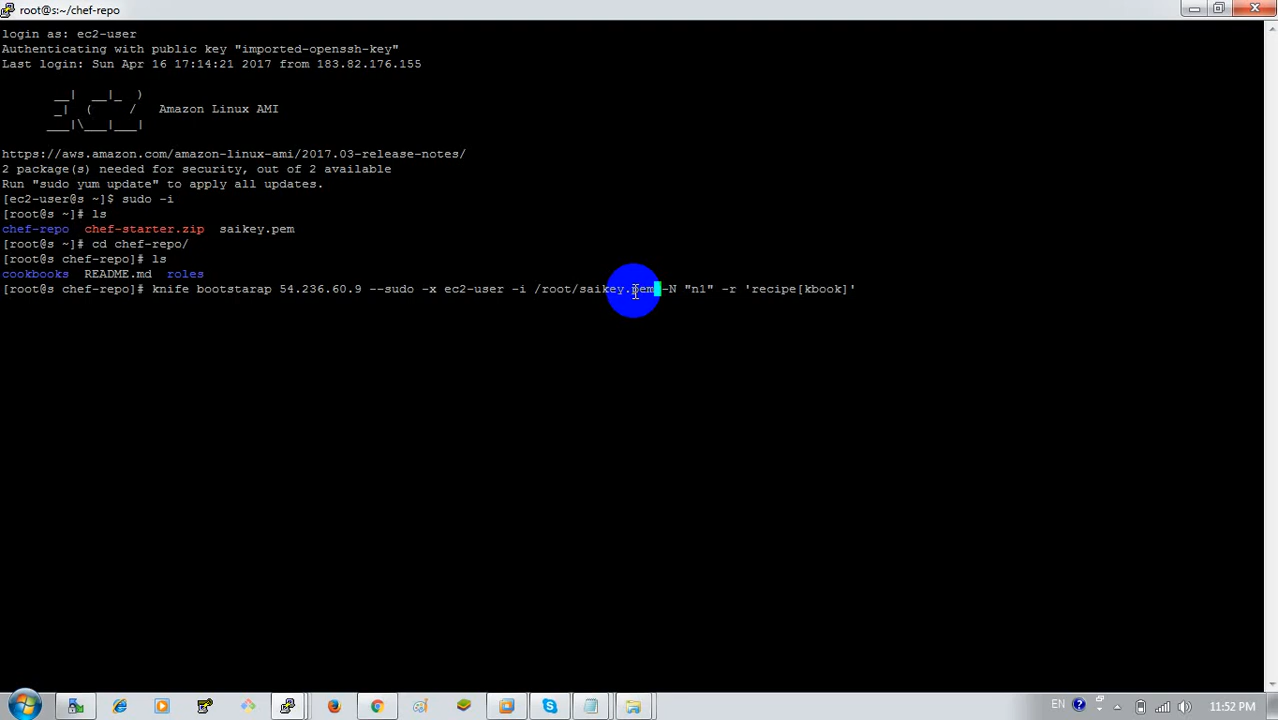 root@s:~/chef-repo
login as: ec2-user
Authenticating with public key "imported-openssh-key"
Last login: Sun Apr 16 17:14:21 2017 from 183.82.176.155
__|  __|_  )
_|  (     /   Amazon Linux AMI
___|\___|___|
https://aws.amazon.com/amazon-linux-ami/2017.03-release-notes/
2 package(s) needed for security, out of 2 available
Run "sudo yum update" to apply all updates.
[ec2-user@s ~]$ sudo -i
[root@s ~]# ls
chef-repo  chef-starter.zip  saikey.pem
[root@s ~]# cd chef-repo/
[root@s chef-repo]# ls
cookbooks  README.md  roles
[root@s chef-repo]# knife bootstarap 54.236.60.9 --sudo -x ec2-user -i /root/saikey.pem -N "n1" -r 'recipe[kbook]'
EN 11:52 PM